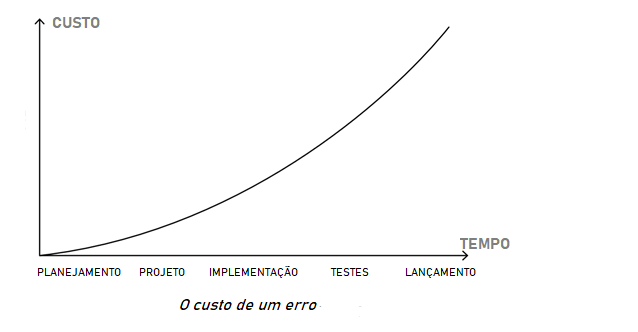 CUSTO
TEMPO
PLANEJAMENTO PROJETO IMPLEMENTAÇÃO TESTES LANÇAMENTO
O custo de um erro